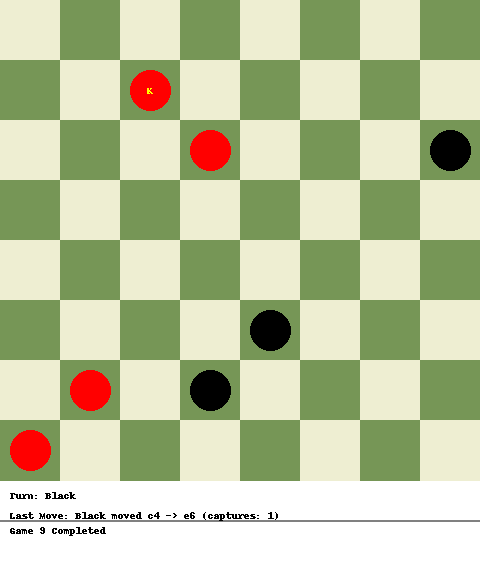 K
Turn: Black
Last Move: Black moved c4 -> e6 (captures: 1)
Game 9 Completed